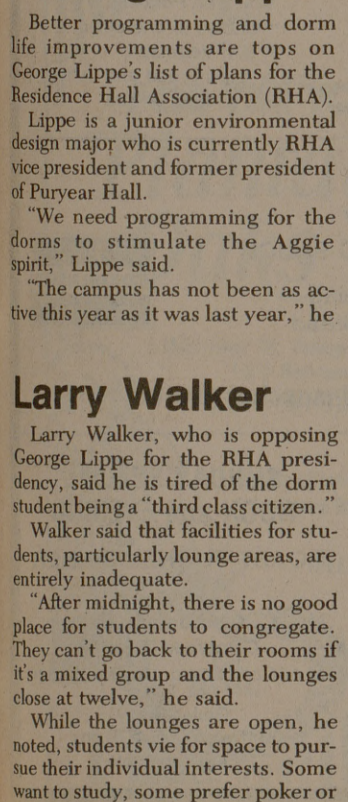 Better programming and dorm
life improvements are tops on
George Lippe's list of plans for the
Residence Hall Association (RHA).
Lippe is a junior environmental
design major who is currently RHA
vice president and former president
of Puryear Hall.
"We need programming for the
dorms to stimulate the Aggie
spirit," Lippe said.
"The campus has not been as ac-
tive this year as it was last year," he
Larry Walker
Larry Walker, who is opposing
George Lippe for the RHA presi-
dency, said he is tired of the dorm
student being a "third class citizen."
Walker said that facilities for stu-
dents, particularly lounge areas, are
entirely inadequate.
"After midnight, there is no good
place for students to congregate.
They can't go back to their rooms if
it's a mixed group and the lounges
close at twelve," he said.
While the lounges are open, he
noted, students vie for space to pur-
sue their individual interests. Some
want to study, some prefer poker or